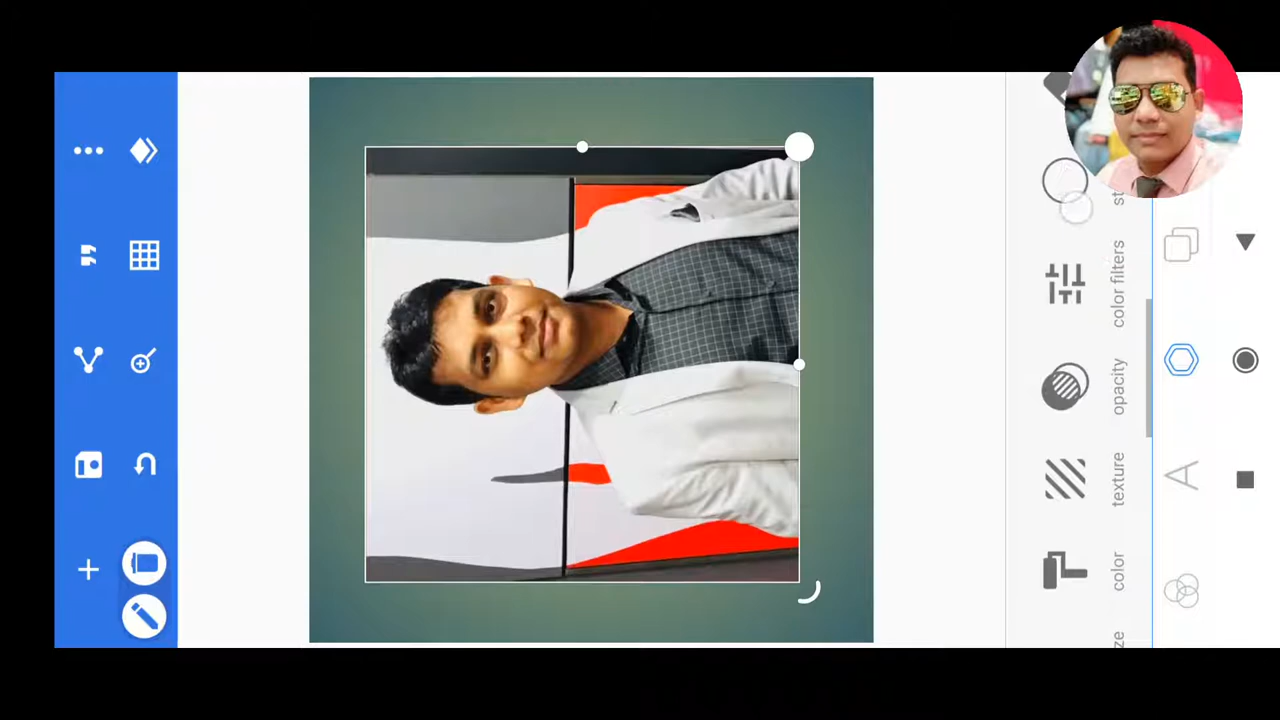 st
color filters
opacity
texture
color
ze